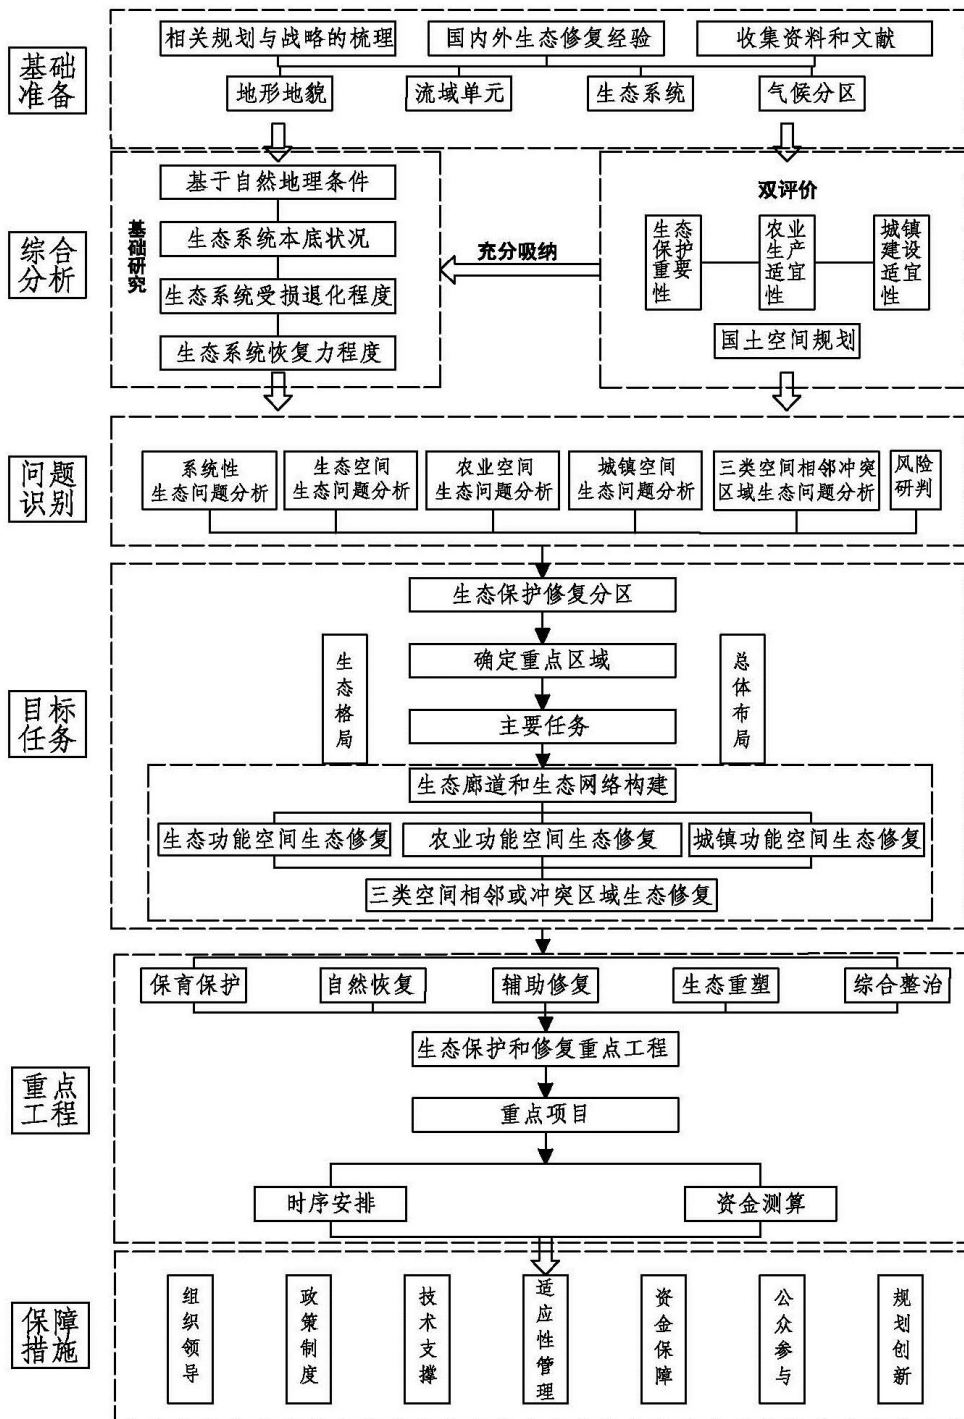 基础
准备
相关规划与战略的梳理
国内外生态修复经验
收集资料和文献
地形地貌
流域单元
生态系统
气候分区
综合
分析
基础研究
基于自然地理条件
生态系统本底状况
生态系统受损退化程度
生态系统恢复力程度
充分吸纳
双评价
生态
保护
重要
性
农业
生产
适宜
性
城镇
建设
适宜
性
国土空间规划
问题
识别
系统性
生态问题分析
生态空间
生态问题分析
农业空间
生态问题分析
城镇空间
生态问题分析
三类空间相邻冲突
区域生态问题分析
风险
研判
目标
任务
生态保护修复分区
确定重点区域
主要任务
生态格局
总体布局
生态廊道和生态网络构建
生态功能空间生态修复
农业功能空间生态修复
城镇功能空间生态修复
三类空间相邻或冲突区域生态修复
重点
工程
保育保护
自然恢复
辅助修复
生态重塑
综合整治
生态保护和修复重点工程
重点项目
时序安排
资金测算
保障
措施
组织领导
政策制度
技术支撑
适应性管理
资金保障
公众参与
规划创新